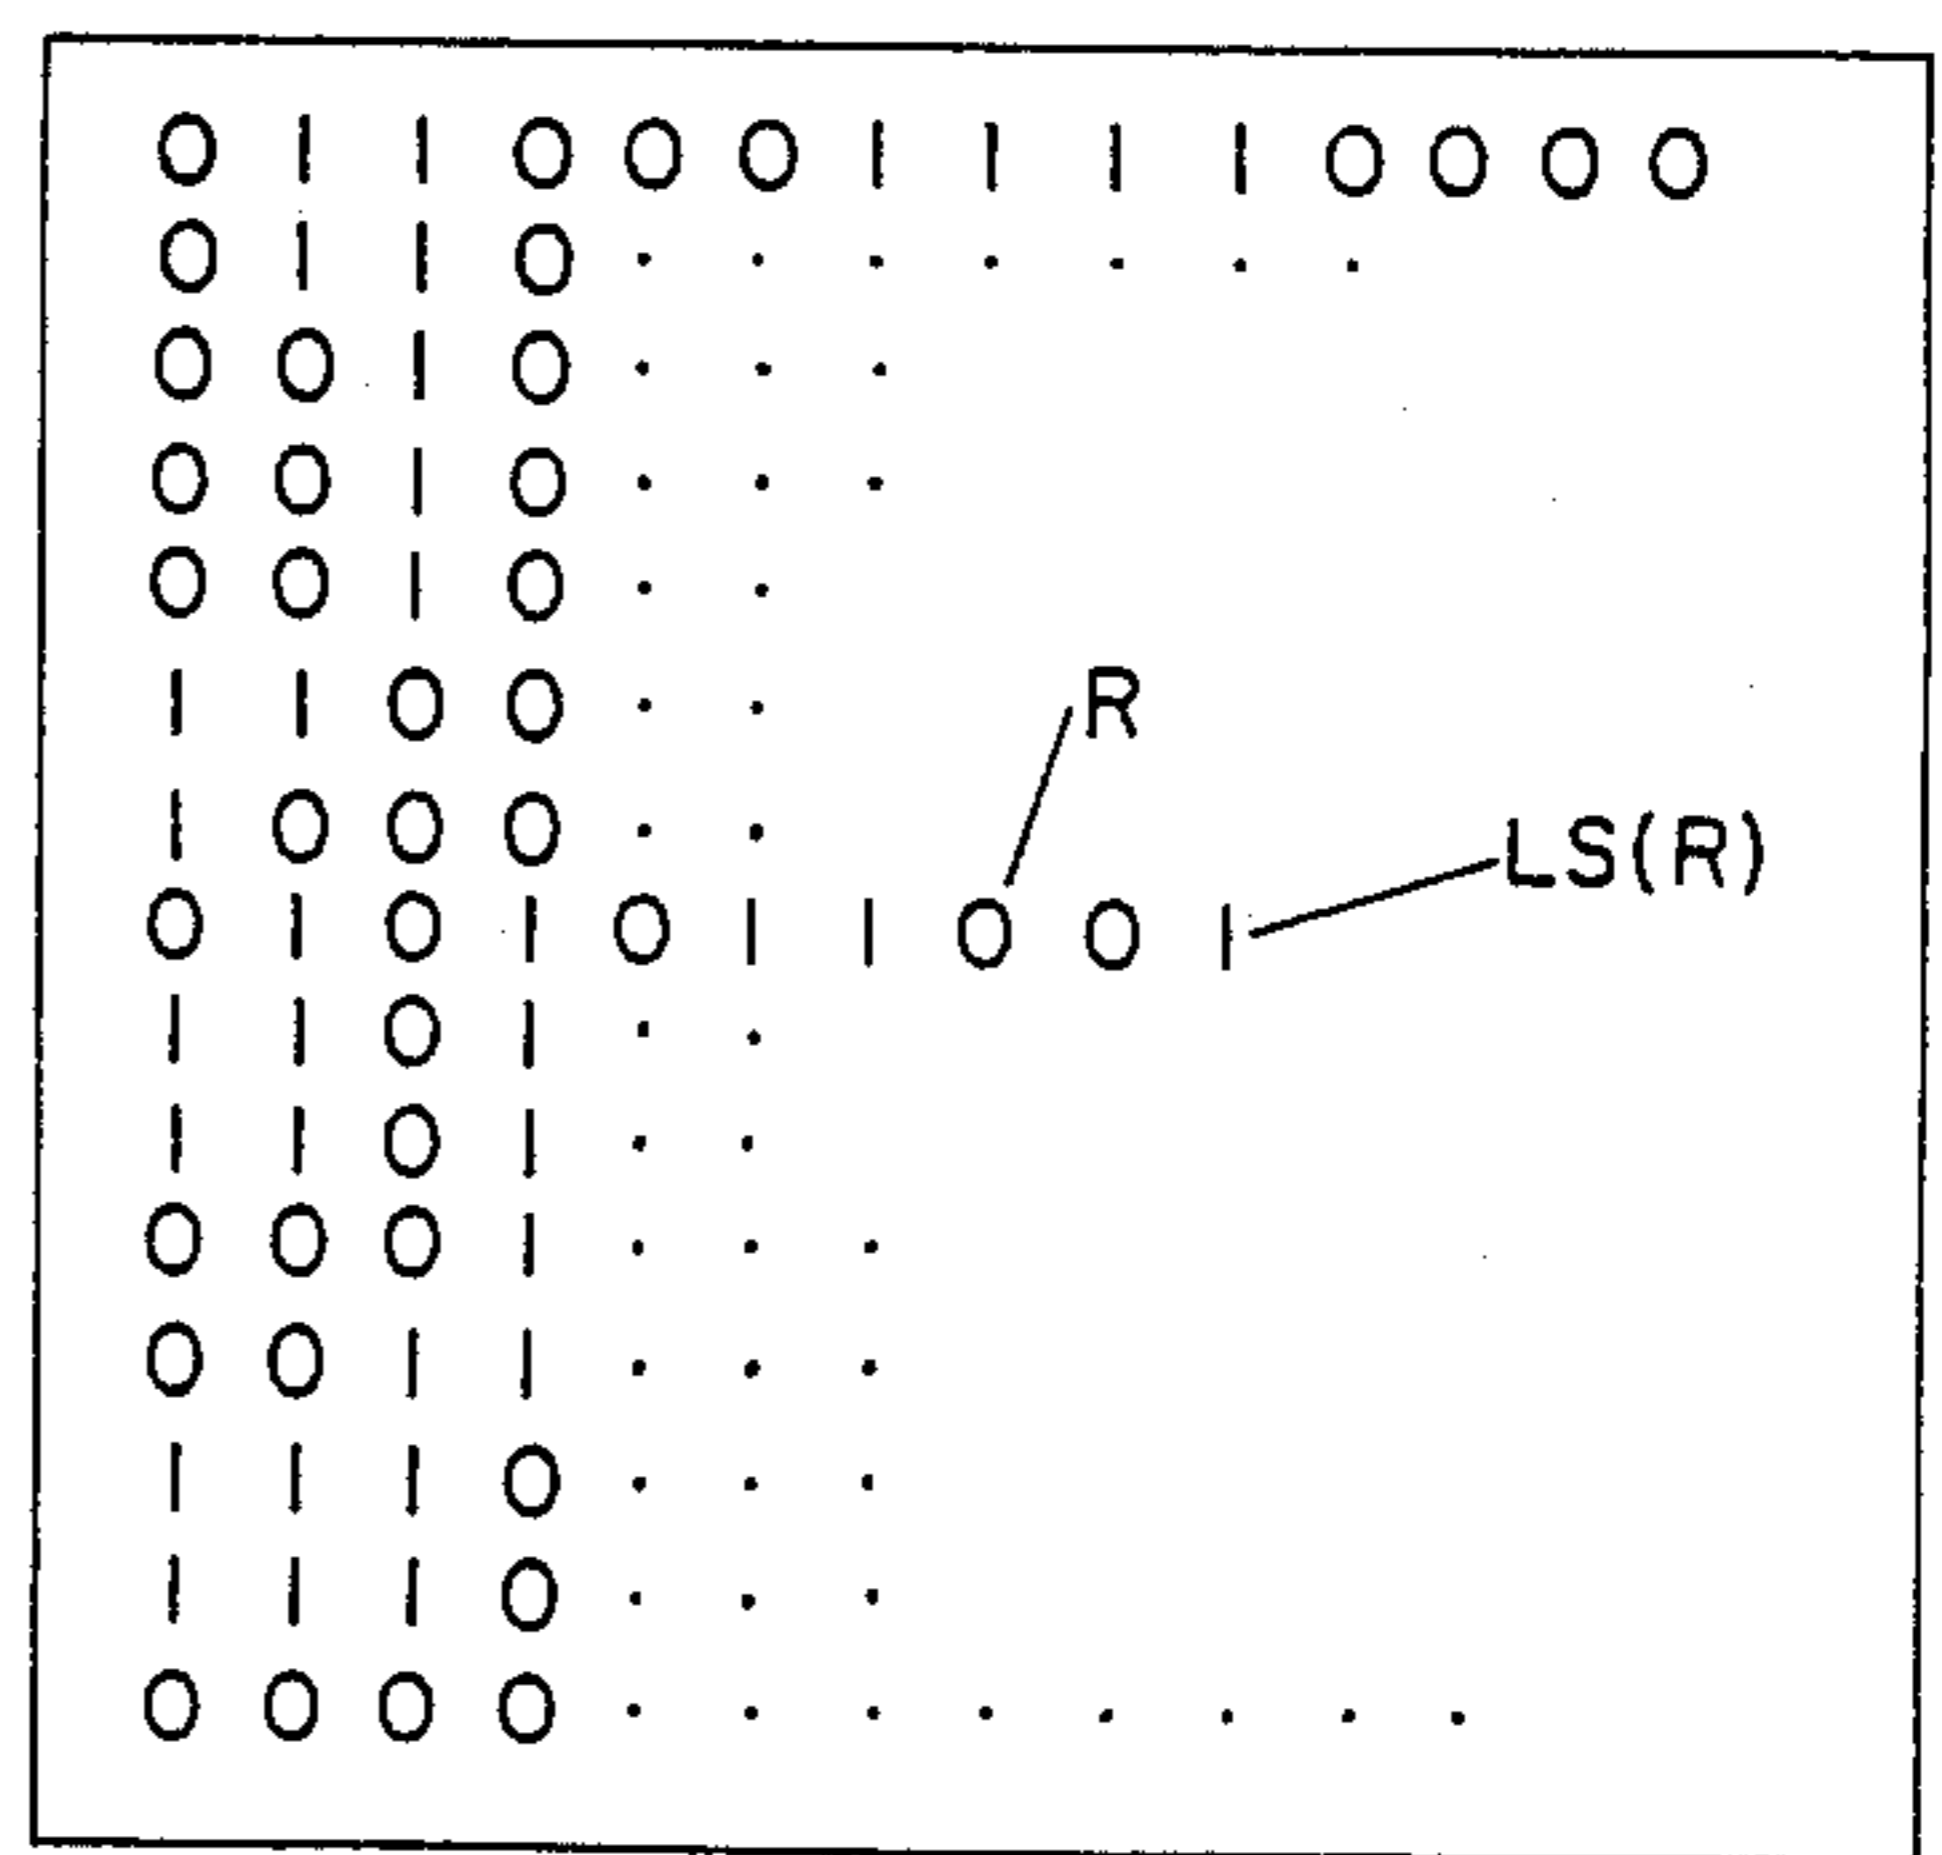 0 1 1 0 0 0 1 1 1 1 0 0 0 0
0 1 1 0 . . . . . . .
0 0 1 0 . . .
0 0 1 0 . . .
0 0 1 0 . .
1 1 0 0 . .
R
1 0 0 0 . .
LS(R)
0 1 0 1 0 1 1 0 0 1
1 1 0 1 . .
1 1 0 1 . .
0 0 0 1 . . .
0 0 1 1 . . .
1 1 1 0 . . .
1 1 1 0 . . .
0 0 0 0 . . . . . . . .